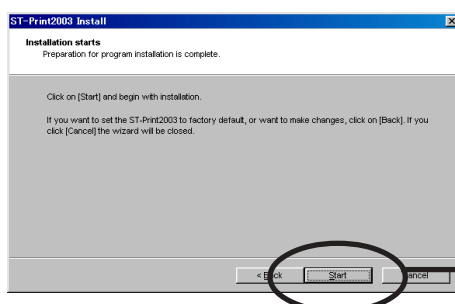 ST-Print2003 Install
Installation starts
Preparation for program installation is complete.
Click on [Start] and begin with installation.
If you want to set the ST-Print2003 to factory default, or want to make changes, click on [Back]. If you
click [Cancel] the wizard will be closed.
< Back Start Cancel